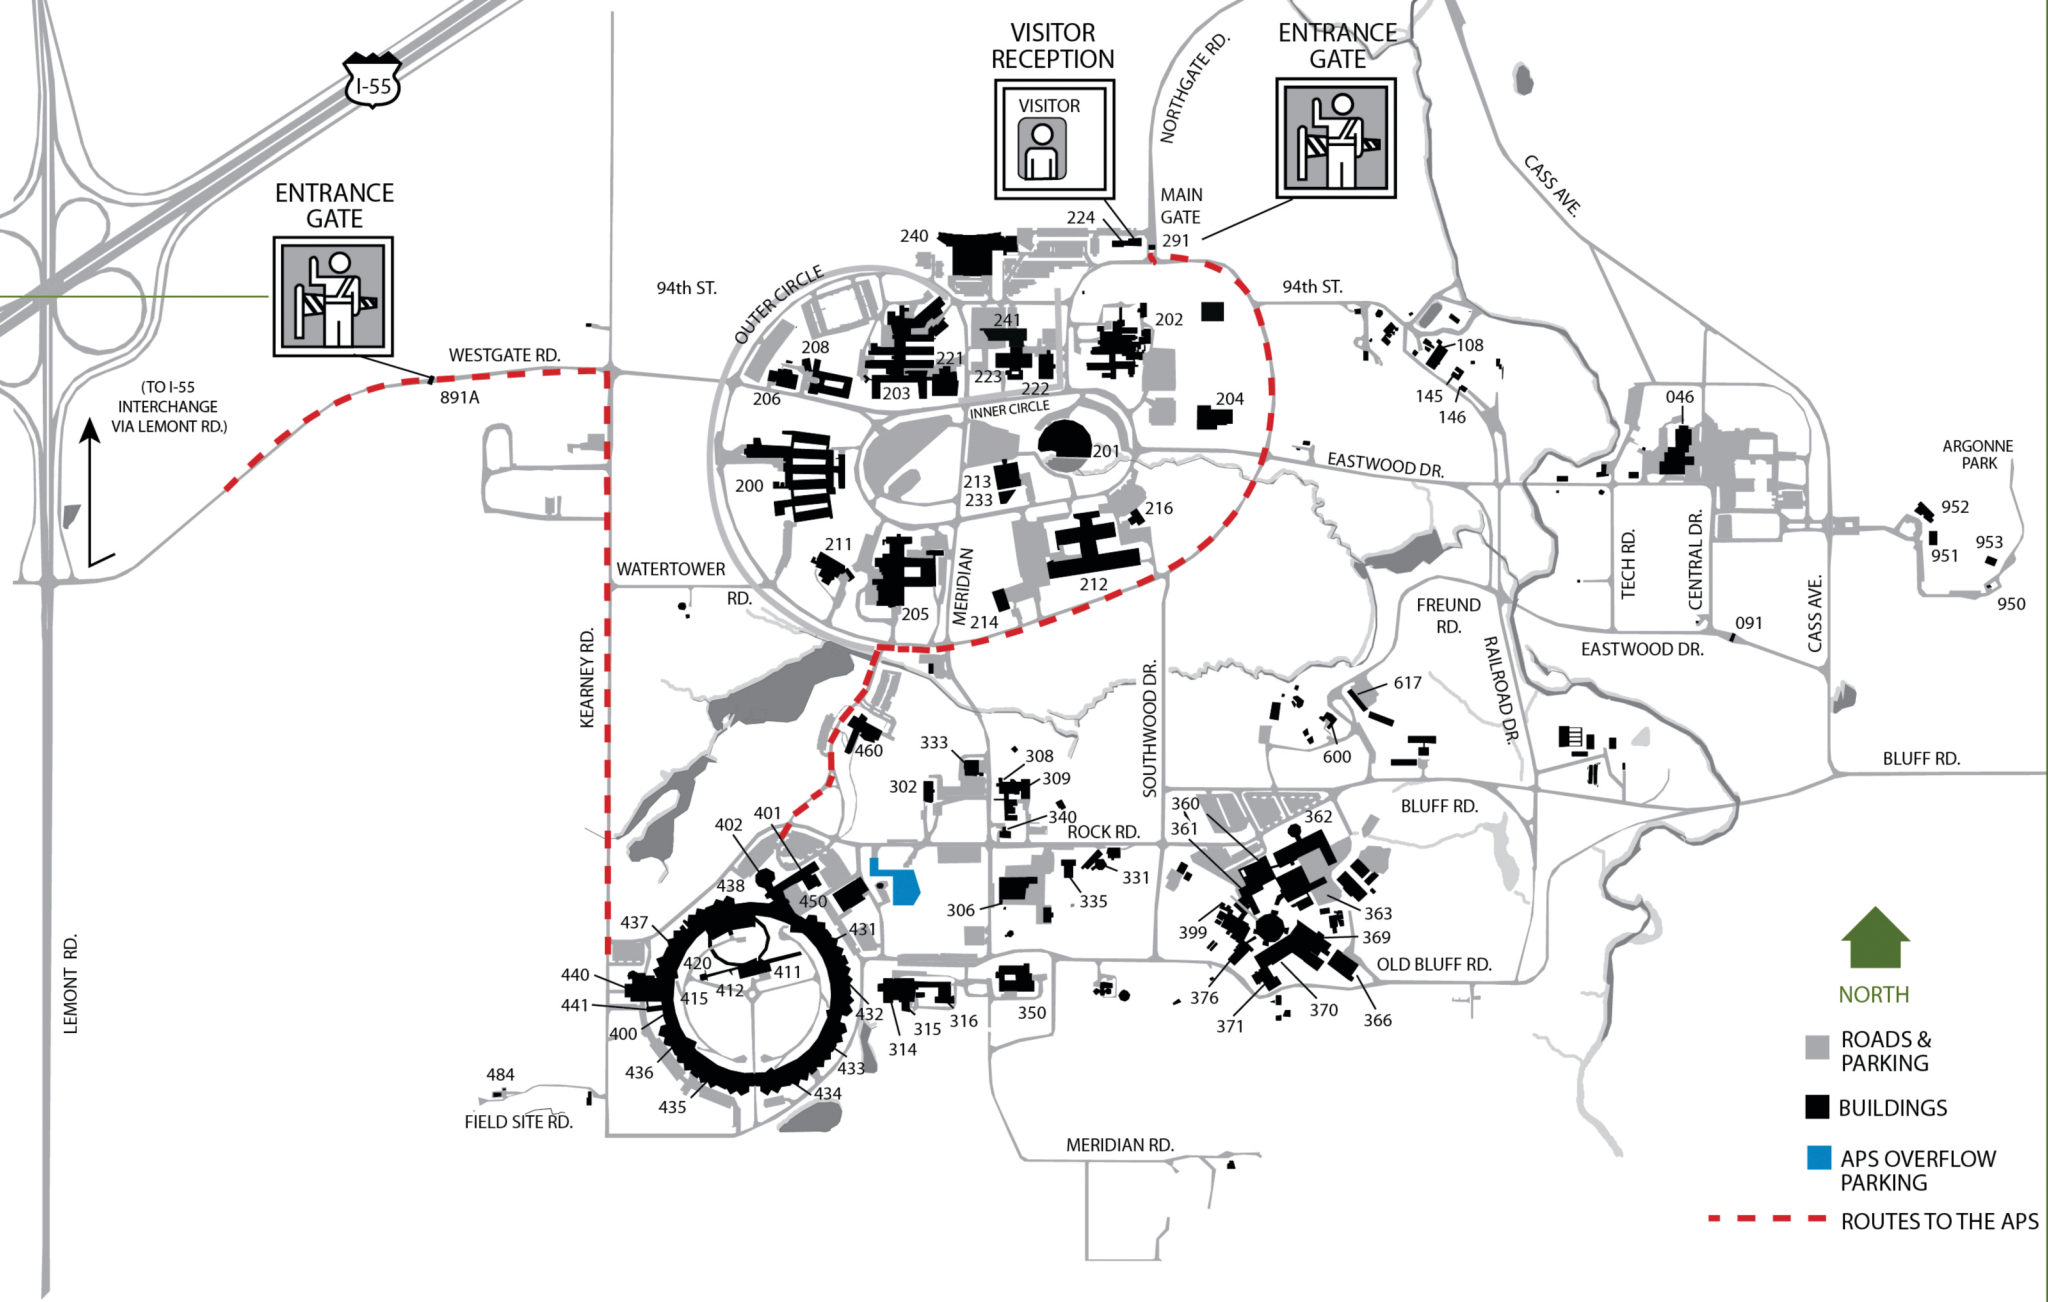 VISITOR
RECEPTION
VISITOR
ENTRANCE
GATE
NORTHGATE RD.
I-55
CASS AVE.
ENTRANCE
GATE
MAIN
GATE
224
291
240
94th ST.
OUTER CIRCLE
94th ST.
241
202
208
221
108
WESTGATE RD.
891A
(TO I-55
INTERCHANGE
VIA LEMONT RD.)
206
203
223
222
INNER CIRCLE
204
145
146
046
201
EASTWOOD DR.
ARGONNE
PARK
200
213
233
216
952
951
953
950
211
212
205
MERIDIAN
214
WATERTOWER
RD.
TECH RD.
CENTRAL DR.
CASS AVE.
FREUND
RD.
091
EASTWOOD DR.
RAILROAD DR.
KEARNEY RD.
SOUTHWOOD DR.
617
600
460
333
308
309
302
340
BLUFF RD.
BLUFF RD.
360
361
362
401
402
ROCK RD.
438
450
331
335
306
363
399
369
437
431
420
411
412
415
440
441
400
432
OLD BLUFF RD.
376
370
371
366
315
316
314
350
LEMONT RD.
436
435
434
433
484
FIELD SITE RD.
MERIDIAN RD.
NORTH
ROADS &
PARKING
BUILDINGS
APS OVERFLOW
PARKING
ROUTES TO THE APS